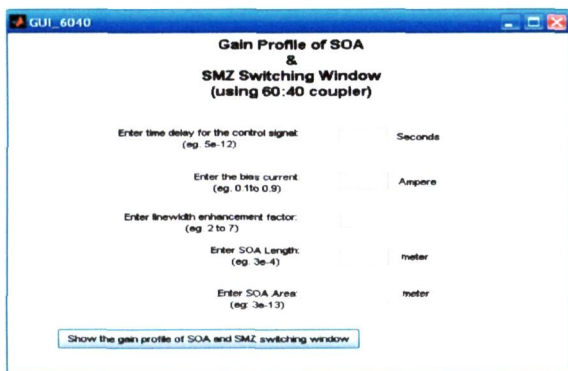 GUI_6040
Gain Profile of SOA
&
SMZ Switching Window
(using 60:40 coupler)
Enter time delay for the control signal:
(eg. 5e-12)
Seconds
Enter the bias current
(eg. 0.1to 0.9)
Ampere
Enter linewidth enhancement factor:
(eg. 2 to 7)
Enter SOA Length:
(eg. 3e-4)
meter
Enter SOA Area:
(eg: 3e-13)
meter
Show the gain profile of SOA and SMZ switching window